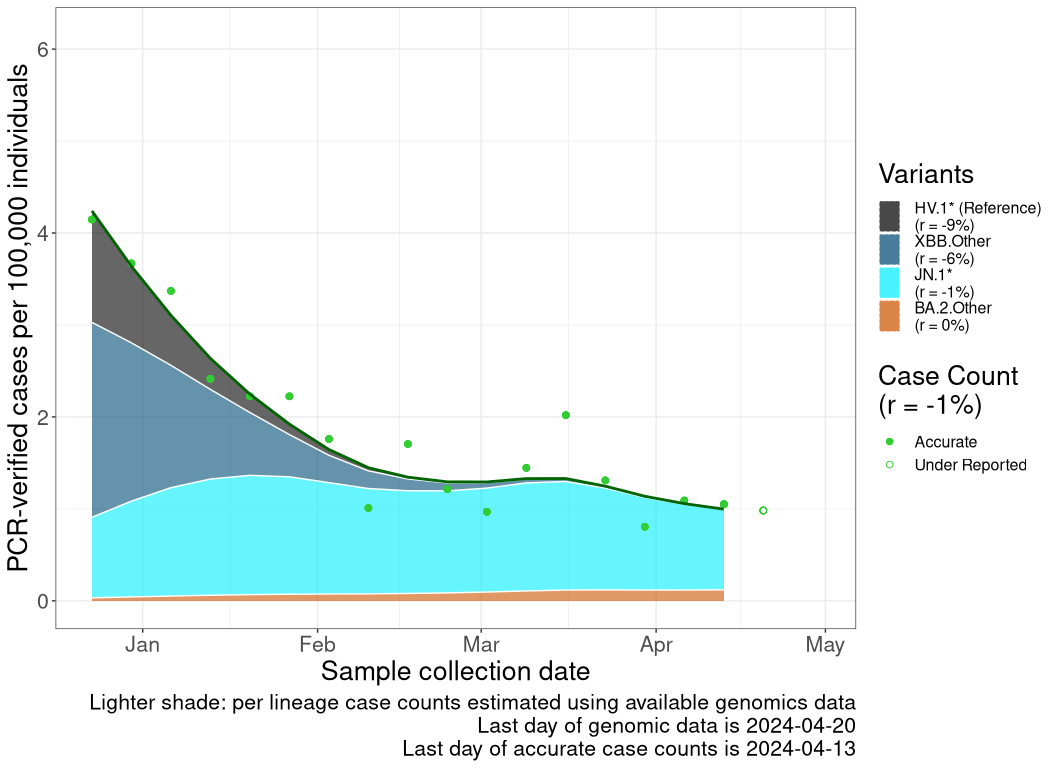 PCR-verified cases per 100,000 individuals
6
4
2
0
Jan
Feb
Mar
Apr
May
Sample collection date
Lighter shade: per lineage case counts estimated using available genomics data
Last day of genomic data is 2024-04-20
Last day of accurate case counts is 2024-04-13
Variants
HV.1* (Reference)
(r = -9%)
XBB.Other
(r = -6%)
JN.1*
(r = -1%)
BA.2.Other
(r = 0%)
Case Count
(r = -1%)
Accurate
Under Reported